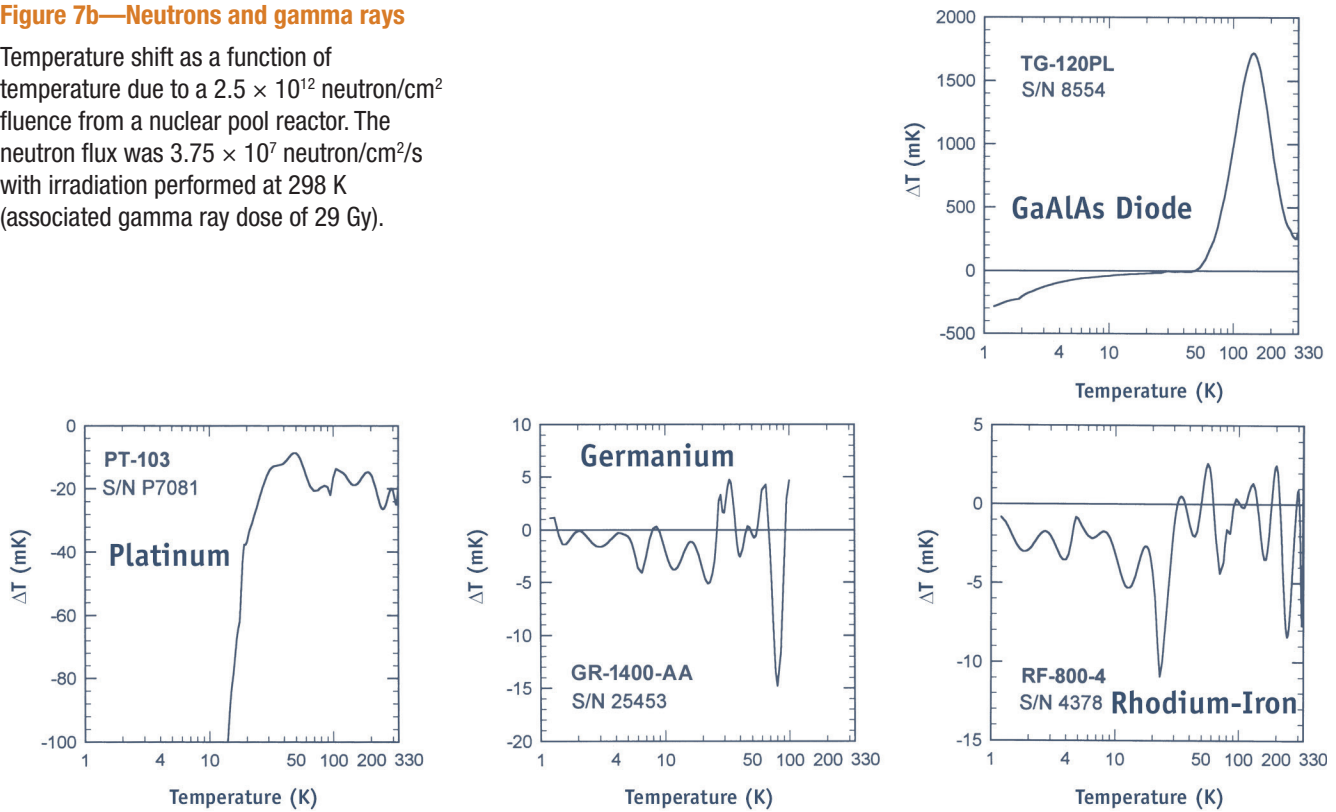 Figure 7b—Neutrons and gamma rays
Temperature shift as a function of
temperature due to a 2.5 × 10¹² neutron/cm²
fluence from a nuclear pool reactor. The
neutron flux was 3.75 × 10⁷ neutron/cm²/s
with irradiation performed at 298 K
(associated gamma ray dose of 29 Gy).
2000
1500
1000
500
0
-500
ΔT (mK)
TG-120PL
S/N 8554
GaAlAs Diode
1 4 10 50 100 200 330
Temperature (K)
0
-20
-40
-60
-80
-100
ΔT (mK)
PT-103
S/N P7081
Platinum
1 4 10 50 100 200 330
Temperature (K)
10
5
0
-5
-10
-15
-20
ΔT (mK)
Germanium
GR-1400-AA
S/N 25453
1 4 10 50 100 200 330
Temperature (K)
5
0
-5
-10
-15
ΔT (mK)
RF-800-4
S/N 4378 Rhodium-Iron
1 4 10 50 100 200 330
Temperature (K)